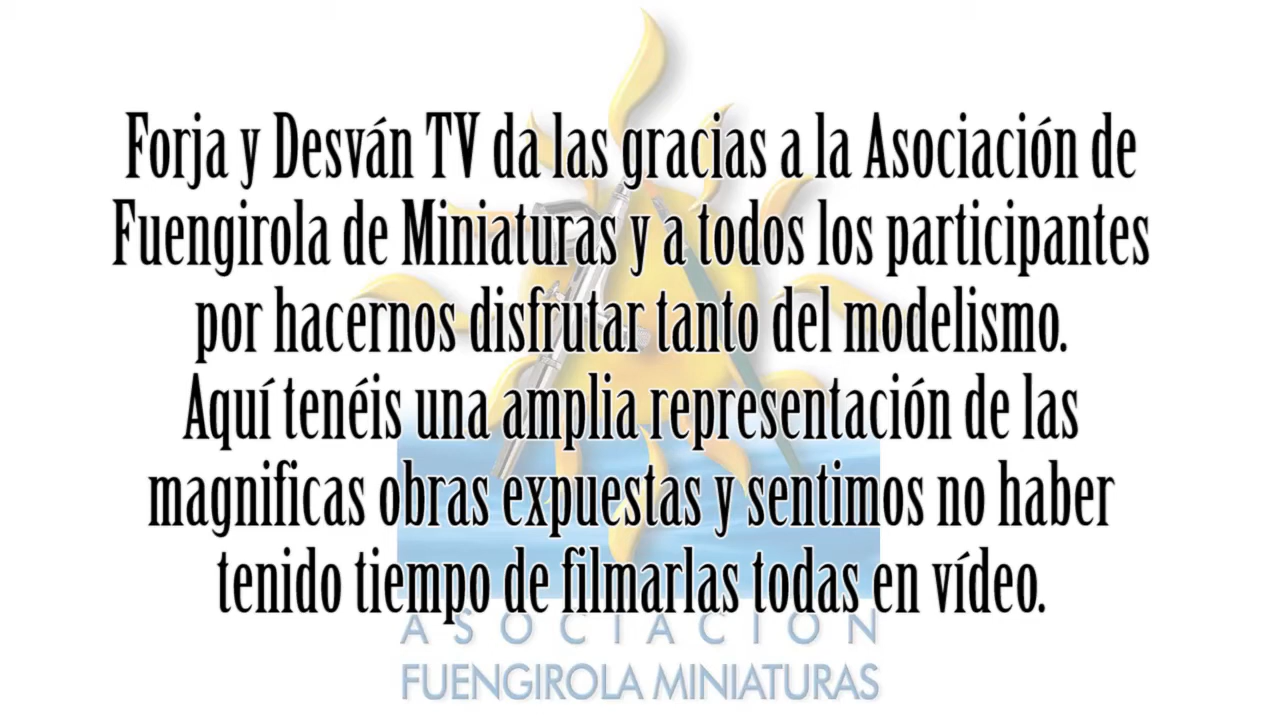 Forja y Desván TV da las gracias a la Asociación de
Fuengirola de Miniaturas y a todos los participantes
por hacernos disfrutar tanto del modelismo.
Aquí tenéis una amplia representación de las
magnificas obras expuestas y sentimos no haber
tenido tiempo de filmarlas todas en vídeo.
ASOCIACION
FUENGIROLA MINIATURAS